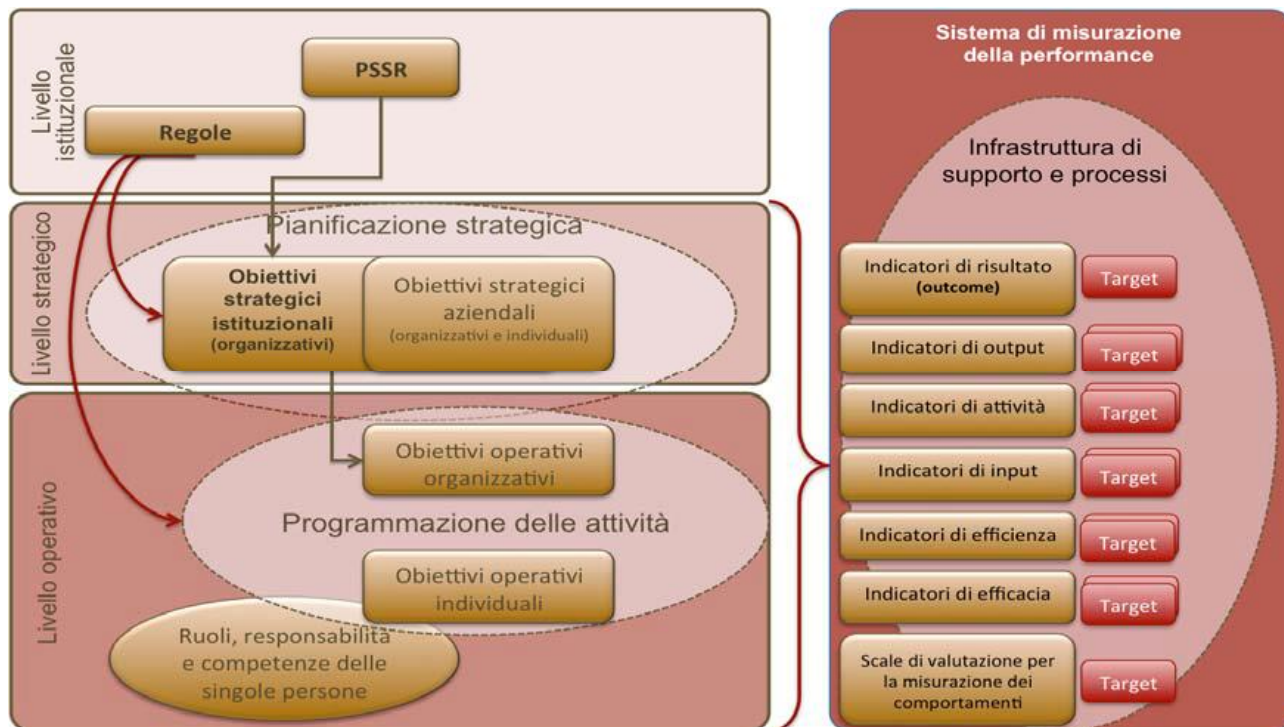 Livello
istituzionale
PSSR
Regole
Livello strategico
Pianificazione strategica
Obiettivi
strategici
istituzionali
(organizzativi)
Obiettivi strategici
aziendali
(organizzativi e individuali)
Livello operativo
Obiettivi operativi
organizzativi
Programmazione delle attività
Obiettivi operativi
individuali
Ruoli, responsabilità
e competenze delle
singole persone
Sistema di misurazione
della performance
Infrastruttura di
supporto e processi
Indicatori di risultato
(outcome)
Target
Indicatori di output
Target
Indicatori di attività
Target
Indicatori di input
Target
Indicatori di efficienza
Target
Indicatori di efficacia
Target
Scale di valutazione per
la misurazione dei
comportamenti
Target